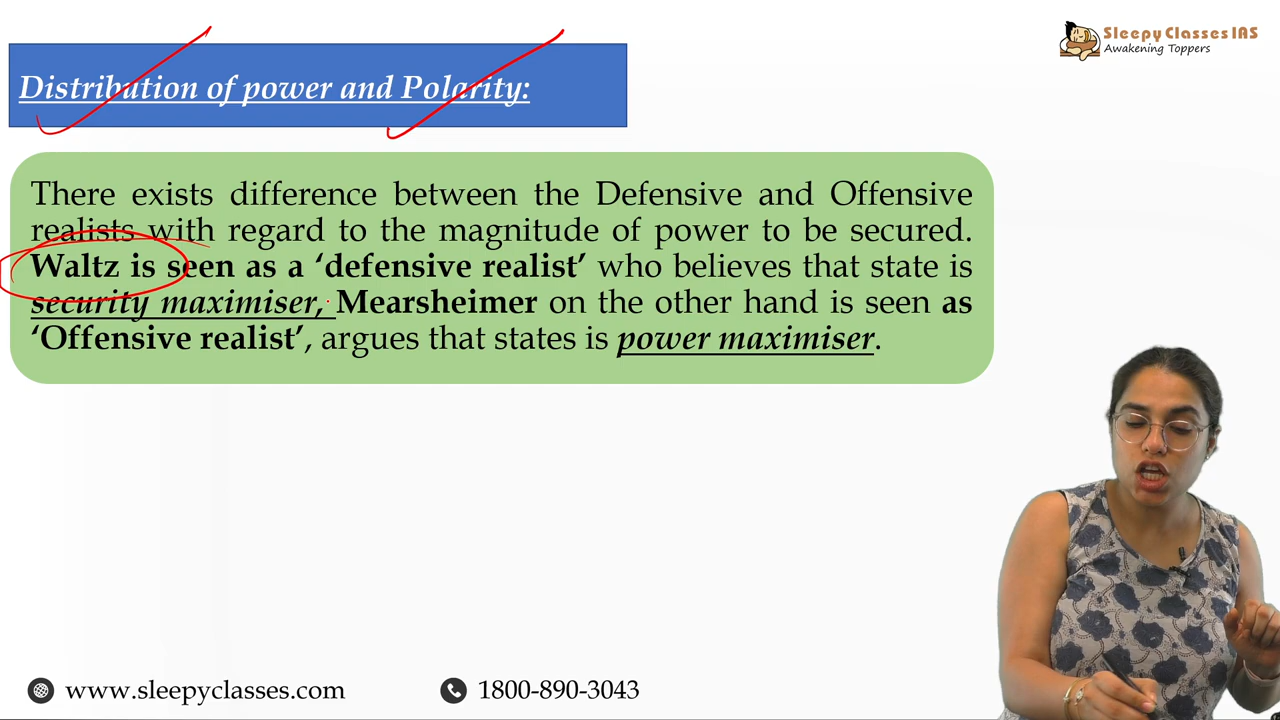 Sleepy Classes IAS
Awakening Toppers
Distribution of power and Polarity:
There exists difference between the Defensive and Offensive
realists with regard to the magnitude of power to be secured.
Waltz is seen as a ‘defensive realist’ who believes that state is
security maximiser, Mearsheimer on the other hand is seen as
‘Offensive realist’, argues that states is power maximiser.
www.sleepyclasses.com
1800-890-3043